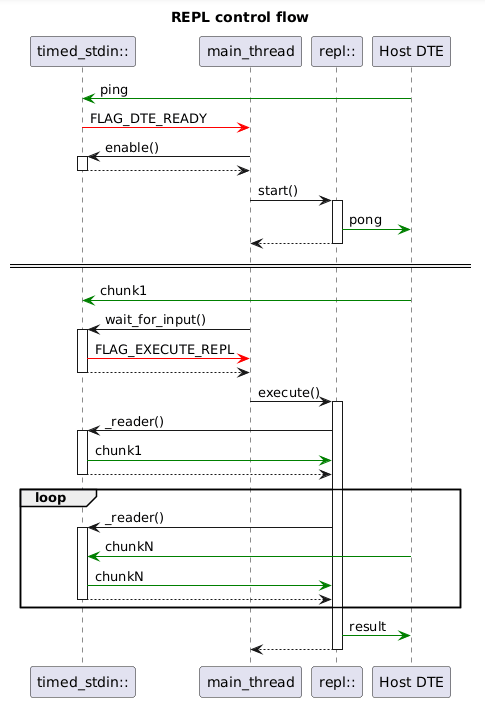 REPL control flow
timed_stdin:: main_thread repl:: Host DTE
ping
FLAG_DTE_READY
enable()
start()
pong
chunk1
wait_for_input()
FLAG_EXECUTE_REPL
execute()
_reader()
chunk1
loop
_reader()
chunkN
chunkN
result
timed_stdin:: main_thread repl:: Host DTE